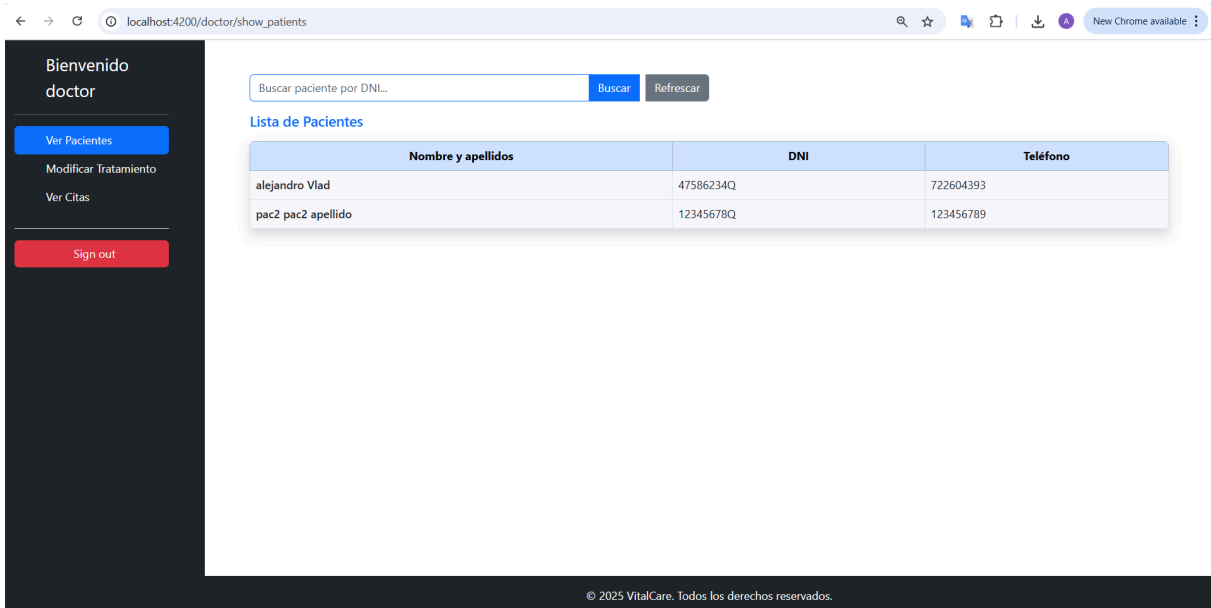 localhost:4200/doctor/show_patients
A
New Chrome available
Bienvenido
doctor
Ver Pacientes
Modificar Tratamiento
Ver Citas
Sign out
Buscar paciente por DNI...
Buscar
Refrescar
Lista de Pacientes
Nombre y apellidos DNI Teléfono
alejandro Vlad 47586234Q 722604393
pac2 pac2 apellido 12345678Q 123456789
© 2025 VitalCare. Todos los derechos reservados.